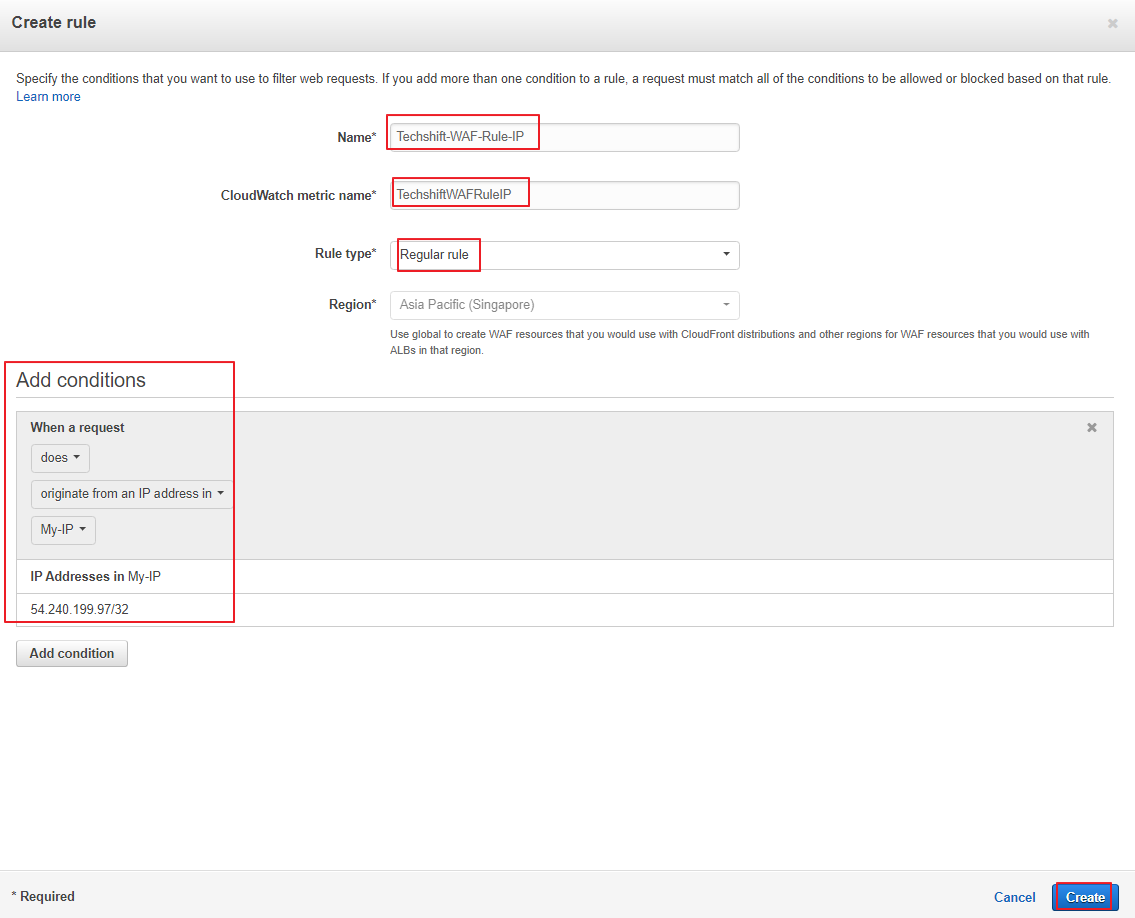 Create rule
Specify the conditions that you want to use to filter web requests. If you add more than one condition to a rule, a request must match all of the conditions to be allowed or blocked based on that rule.
Learn more
Name* Techshift-WAF-Rule-IP
CloudWatch metric name* TechshiftWAFRuleIP
Rule type* Regular rule
Region* Asia Pacific (Singapore)
Use global to create WAF resources that you would use with CloudFront distributions and other regions for WAF resources that you would use with
ALBs in that region.
Add conditions
When a request
does
originate from an IP address in
My-IP
IP Addresses in My-IP
54.240.199.97/32
Add condition
* Required
Cancel Create